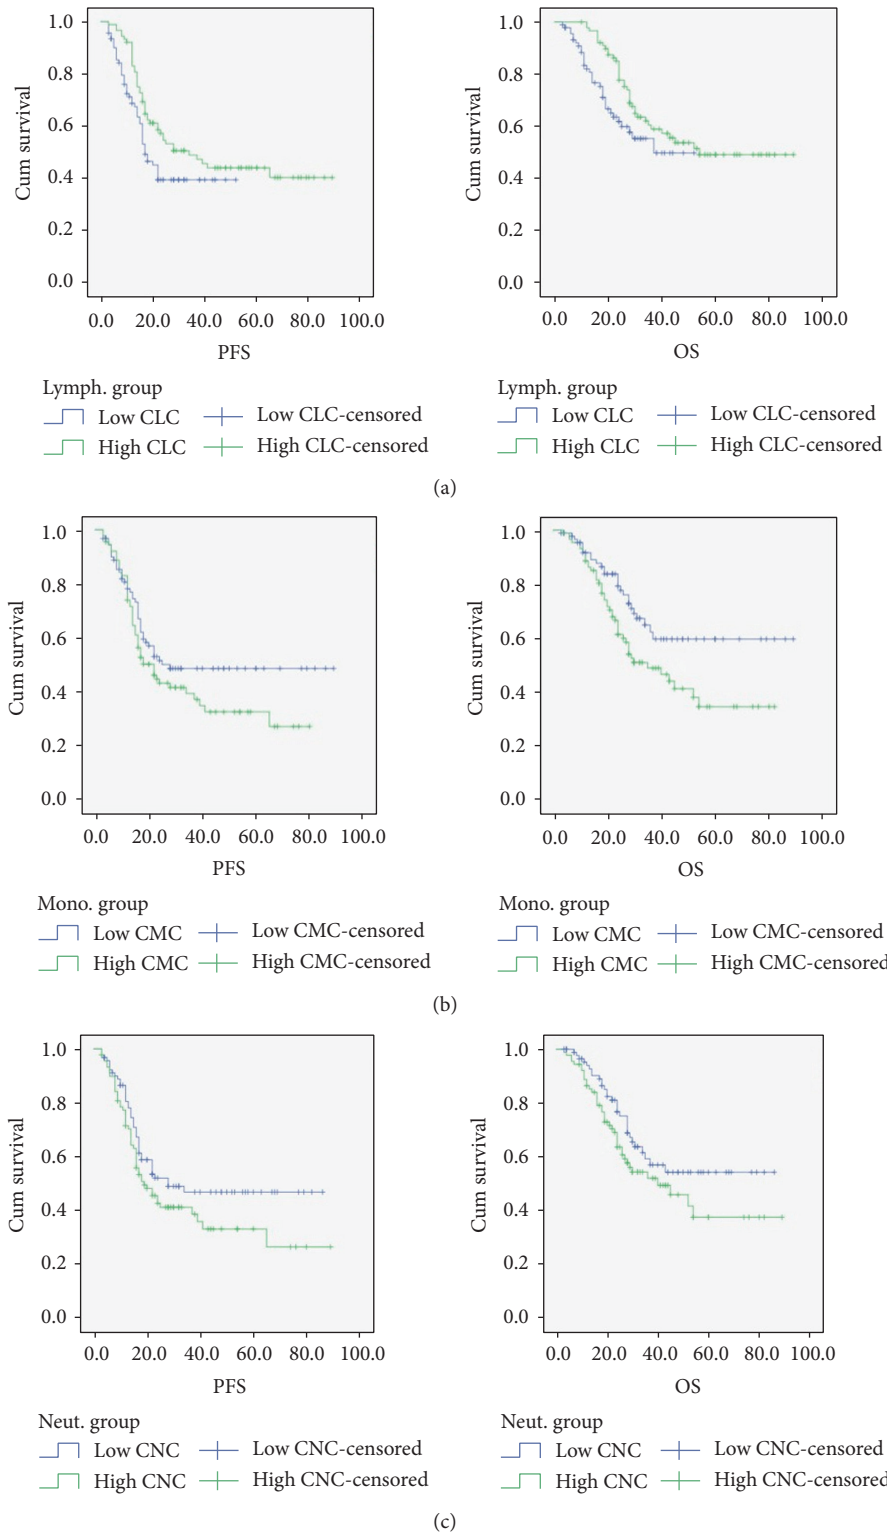 1.0
0.8
0.6
0.4
0.2
0.0
Cum survival
0.0 20.0 40.0 60.0 80.0 100.0
PFS
Lymph. group
Low CLC Low CLC-censored
High CLC High CLC-censored
1.0
0.8
0.6
0.4
0.2
0.0
Cum survival
0.0 20.0 40.0 60.0 80.0 100.0
OS
Lymph. group
Low CLC Low CLC-censored
High CLC High CLC-censored
(a)
1.0
0.8
0.6
0.4
0.2
0.0
Cum survival
0.0 20.0 40.0 60.0 80.0 100.0
PFS
Mono. group
Low CMC Low CMC-censored
High CMC High CMC-censored
1.0
0.8
0.6
0.4
0.2
0.0
Cum survival
0.0 20.0 40.0 60.0 80.0 100.0
OS
Mono. group
Low CMC Low CMC-censored
High CMC High CMC-censored
(b)
1.0
0.8
0.6
0.4
0.2
0.0
Cum survival
0.0 20.0 40.0 60.0 80.0 100.0
PFS
Neut. group
Low CNC Low CNC-censored
High CNC High CNC-censored
1.0
0.8
0.6
0.4
0.2
0.0
Cum survival
0.0 20.0 40.0 60.0 80.0 100.0
OS
Neut. group
Low CNC Low CNC-censored
High CNC High CNC-censored
(c)